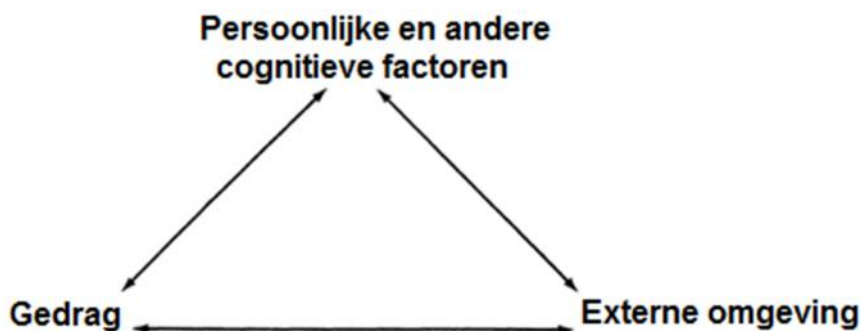 Persoonlijke en andere
cognitieve factoren
Gedrag
Externe omgeving